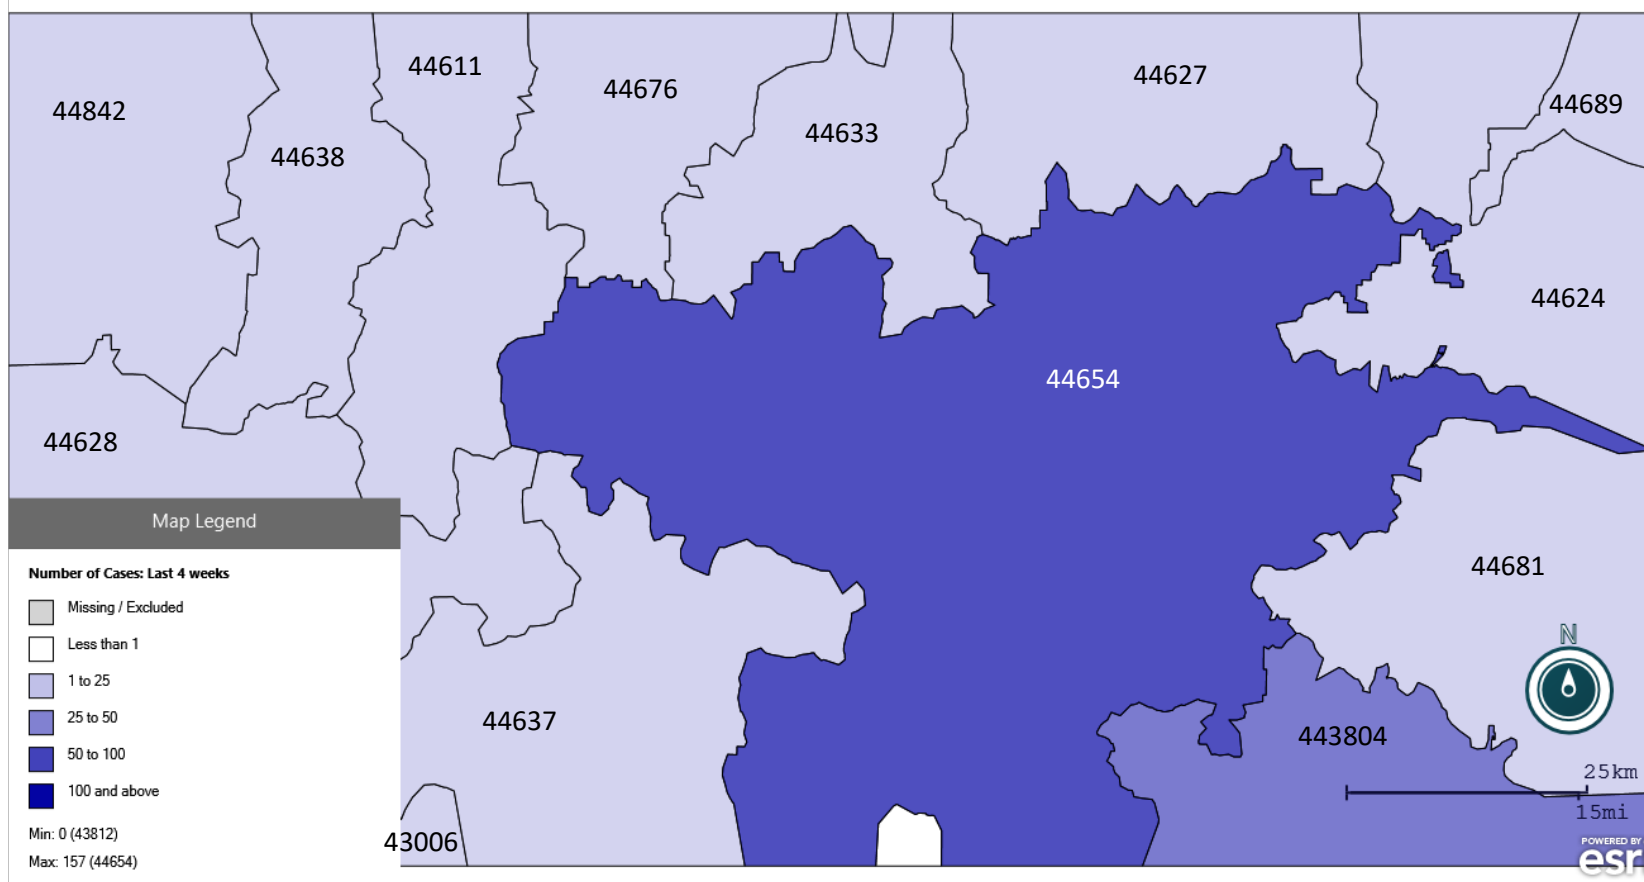 44611
44676
44627
44842
44689
44633
44638
44624
44654
44628
Map Legend
44681
Number of Cases: Last 4 weeks
Missing / Excluded
Less than 1
1 to 25
25 to 50
50 to 100
100 and above
Min: 0 (43812)
Max: 157 (44654)
N
44637
443804
25km
15mi
43006
POWERED BY
esr